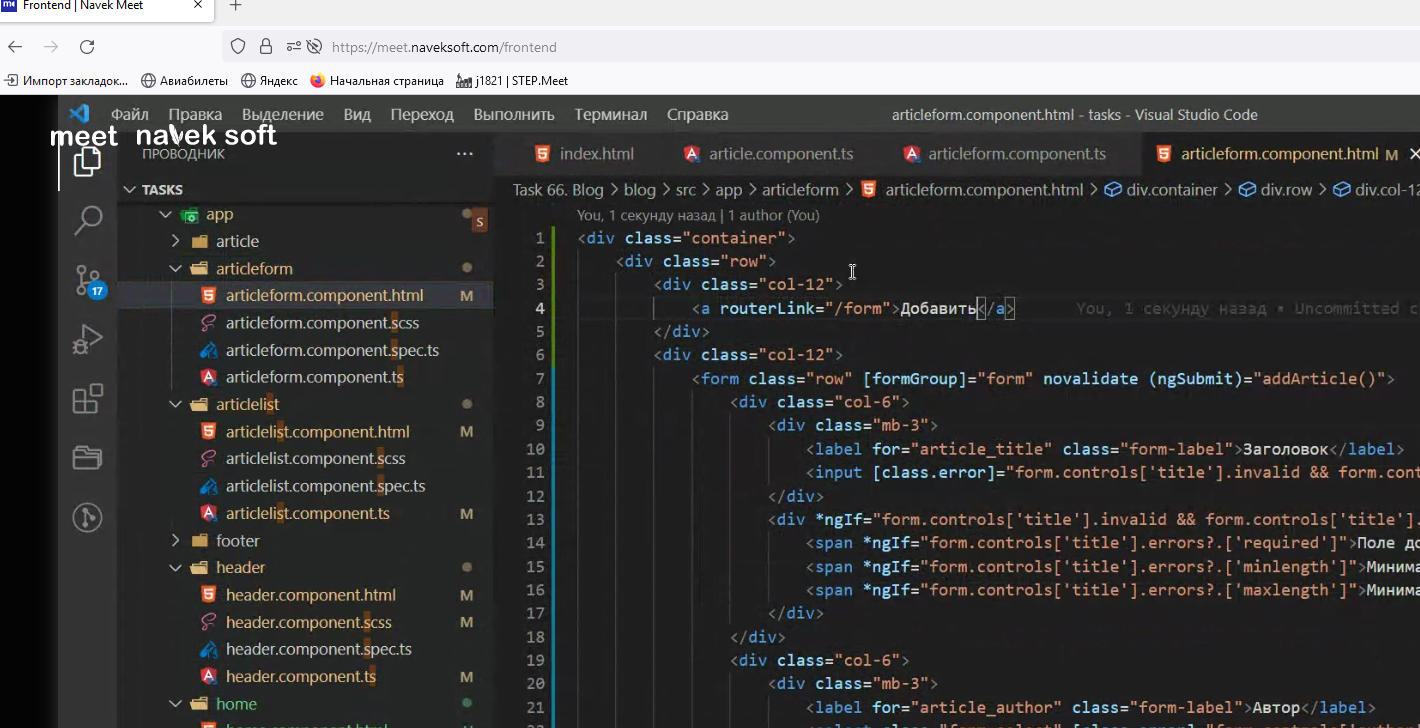 Frontend | Navek Meet
https://meet.naveksoft.com/frontend
Импорт закладок... Авиабилеты Яндекс Начальная страница j1821 | STEP.Meet
Файл Правка Выделение Вид Переход Выполнить Терминал Справка articleform.component.html - tasks - Visual Studio Code
meet navek soft
ПРОВОДНИК ...
index.html article.component.ts articleform.component.ts articleform.component.html M
TASKS
Task 66. Blog > blog > src > app > articleform > articleform.component.html > div.container > div.row > div.col-12
app
S
article
articleform
articleform.component.html M
articleform.component.scss
articleform.component.spec.ts
articleform.component.ts
articlelist
articlelist.component.html M
articlelist.component.scss
articlelist.component.spec.ts
articlelist.component.ts M
footer
header
header.component.html M
header.component.scss M
header.component.spec.ts
header.component.ts M
home
17
You, 1 секунду назад | 1 author (You)
1 <div class="container">
2 <div class="row">
3 <div class="col-12">
4 <a routerLink="/form">Добавить</a> You, 1 секунду назад • Uncommitted c
5 </div>
6 <div class="col-12">
7 <form class="row" [formGroup]="form" novalidate (ngSubmit)="addArticle()">
8 <div class="col-6">
9 <div class="mb-3">
10 <label for="article_title" class="form-label">Заголовок</label>
11 <input [class.error]="form.controls['title'].invalid && form.cont
12 </div>
13 <div *ngIf="form.controls['title'].invalid && form.controls['title'].
14 <span *ngIf="form.controls['title'].errors?.['required']">Поле до
15 <span *ngIf="form.controls['title'].errors?.['minlength']">Минима
16 <span *ngIf="form.controls['title'].errors?.['maxlength']">Миним
17 </div>
18 </div>
19 <div class="col-6">
20 <div class="mb-3">
21 <label for="article_author" class="form-label">Автор</label>